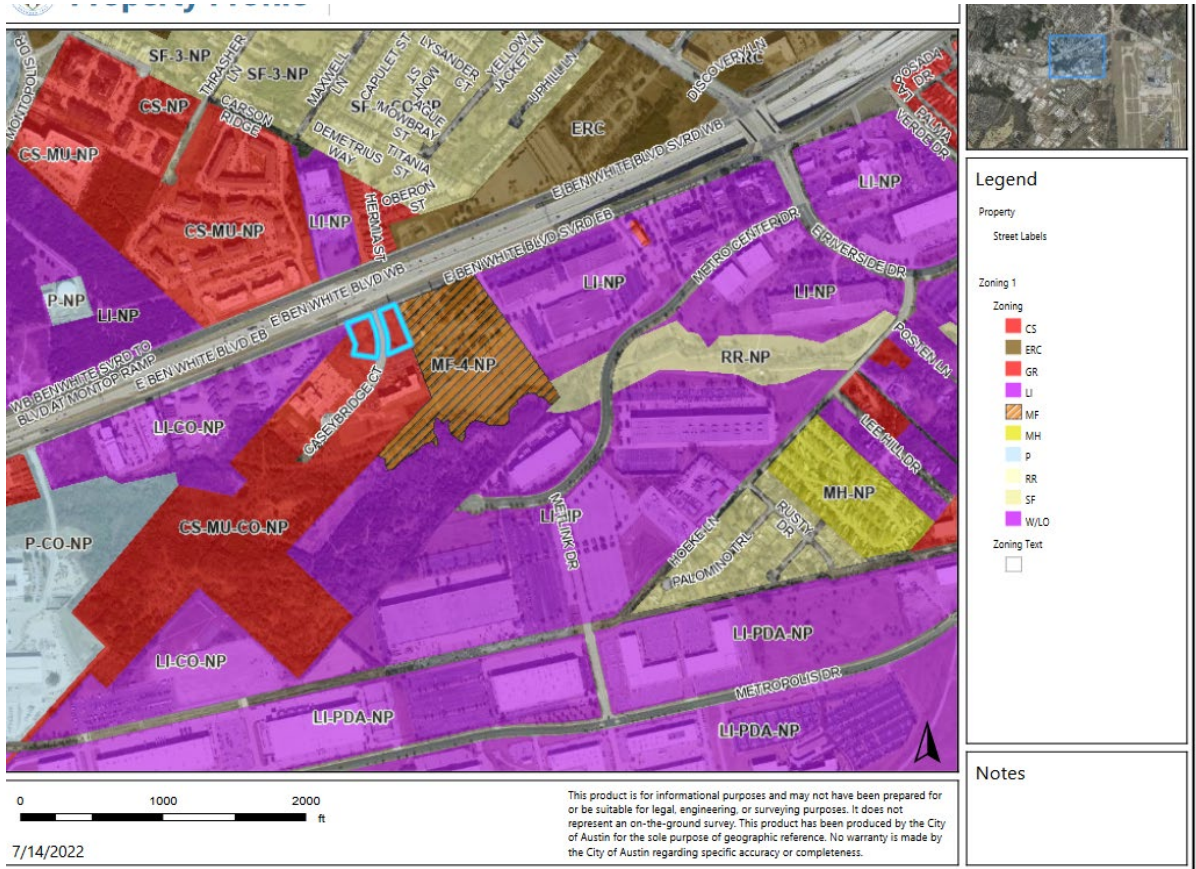 Property Profile
MONTOPOLIS DR
SF-3-NP
THRASHER LN
SF-3-NP
MAXWELL LN
CAPULET ST
LYSANDER CT
YELLOW JACKET LN
UPHILL LN
DISCOVERY LN
ERC
POSADA DR
PALMA VERDE DR
CS-NP
CARSON RIDGE
SNOW
MOWBRAY ST
ERC
CS-MU-NP
DEMETRIUS WAY
TITANIA ST
OBERON ST
E BEN WHITE BLVD SVRD WB
LI-NP
LI-NP
HERMIA ST
CS-MU-NP
E BEN WHITE BLVD SVRD EB
METRO CENTER DR
E RIVERSIDE DR
P-NP
LI-NP
E BEN WHITE BLVD WB
LI-NP
LI-NP
WB BENWHITE SVRD TO
BLVD AT MONTOP RAMP
E BEN WHITE BLVD EB
MF-4-NP
RR-NP
POSTEN LN
LI-CO-NP
CASEYBRIDGE CT
LEE HILL DR
CS-MU-CO-NP
MH-NP
P-CO-NP
METLINK DR
HOEKE LN
PALOMINO TRL
RUSTY DR
LI-PDA-NP
LI-CO-NP
METROPOLIS DR
LI-PDA-NP
LI-PDA-NP
Legend
Property
Street Labels
Zoning 1
Zoning
CS
ERC
GR
LI
MF
MH
P
RR
SF
W/LO
Zoning Text
Notes
0 1000 2000
ft
7/14/2022
This product is for informational purposes and may not have been prepared for
or be suitable for legal, engineering, or surveying purposes. It does not
represent an on-the-ground survey. This product has been produced by the City
of Austin for the sole purpose of geographic reference. No warranty is made by
the City of Austin regarding specific accuracy or completeness.